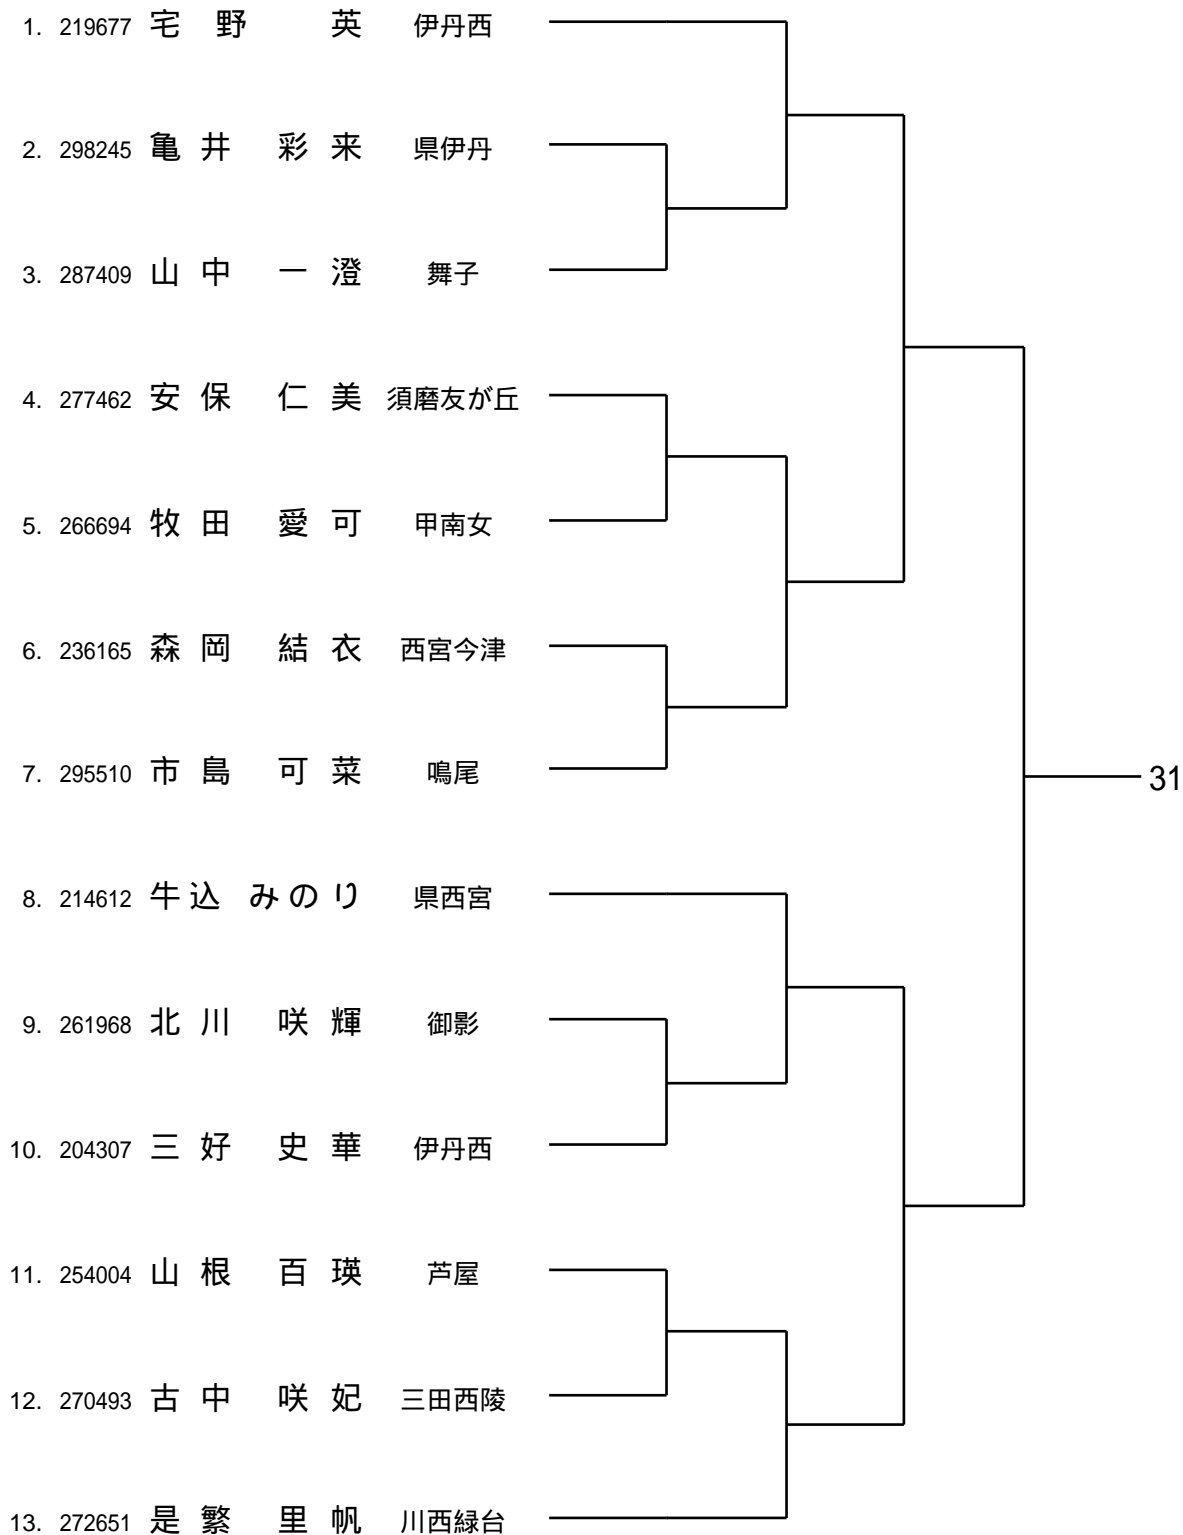 1. 219677 宅野 英 伊丹西
2. 298245 亀井 彩来 県伊丹
3. 287409 山中 一澄 舞子
4. 277462 安保 仁美 須磨友が丘
5. 266694 牧田 愛可 甲南女
6. 236165 森岡 結衣 西宮今津
7. 295510 市島 可菜 鳴尾
31
8. 214612 牛込 みのり 県西宮
9. 261968 北川 咲輝 御影
10. 204307 三好 史華 伊丹西
11. 254004 山根 百瑛 芦屋
12. 270493 古中 咲妃 三田西陵
13. 272651 是繁 里帆 川西緑台